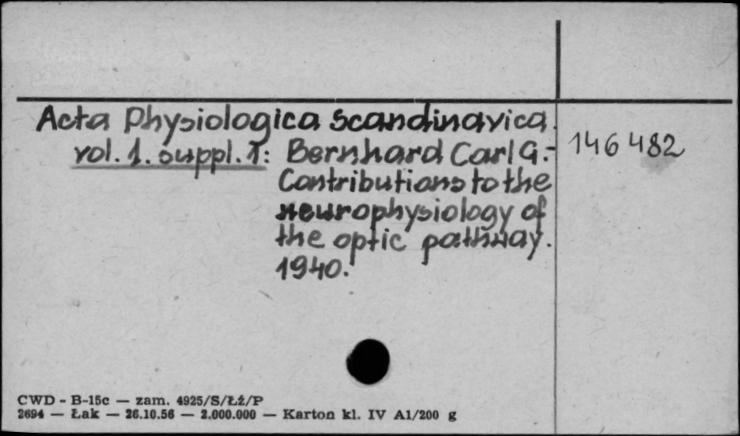 Acta Physiologica Scandinavica.
vol. 1. suppl. 1: Bernhard Carl G.- 146 482
Contributions to the
neurophysiology of
the optic pathway.
1940.
CWD - B-15c — zam. 4925/S/ŁŻ/P
2694 — Łak — 26.10.56 — 2.000.000 — Karton kl. IV A1/200 g